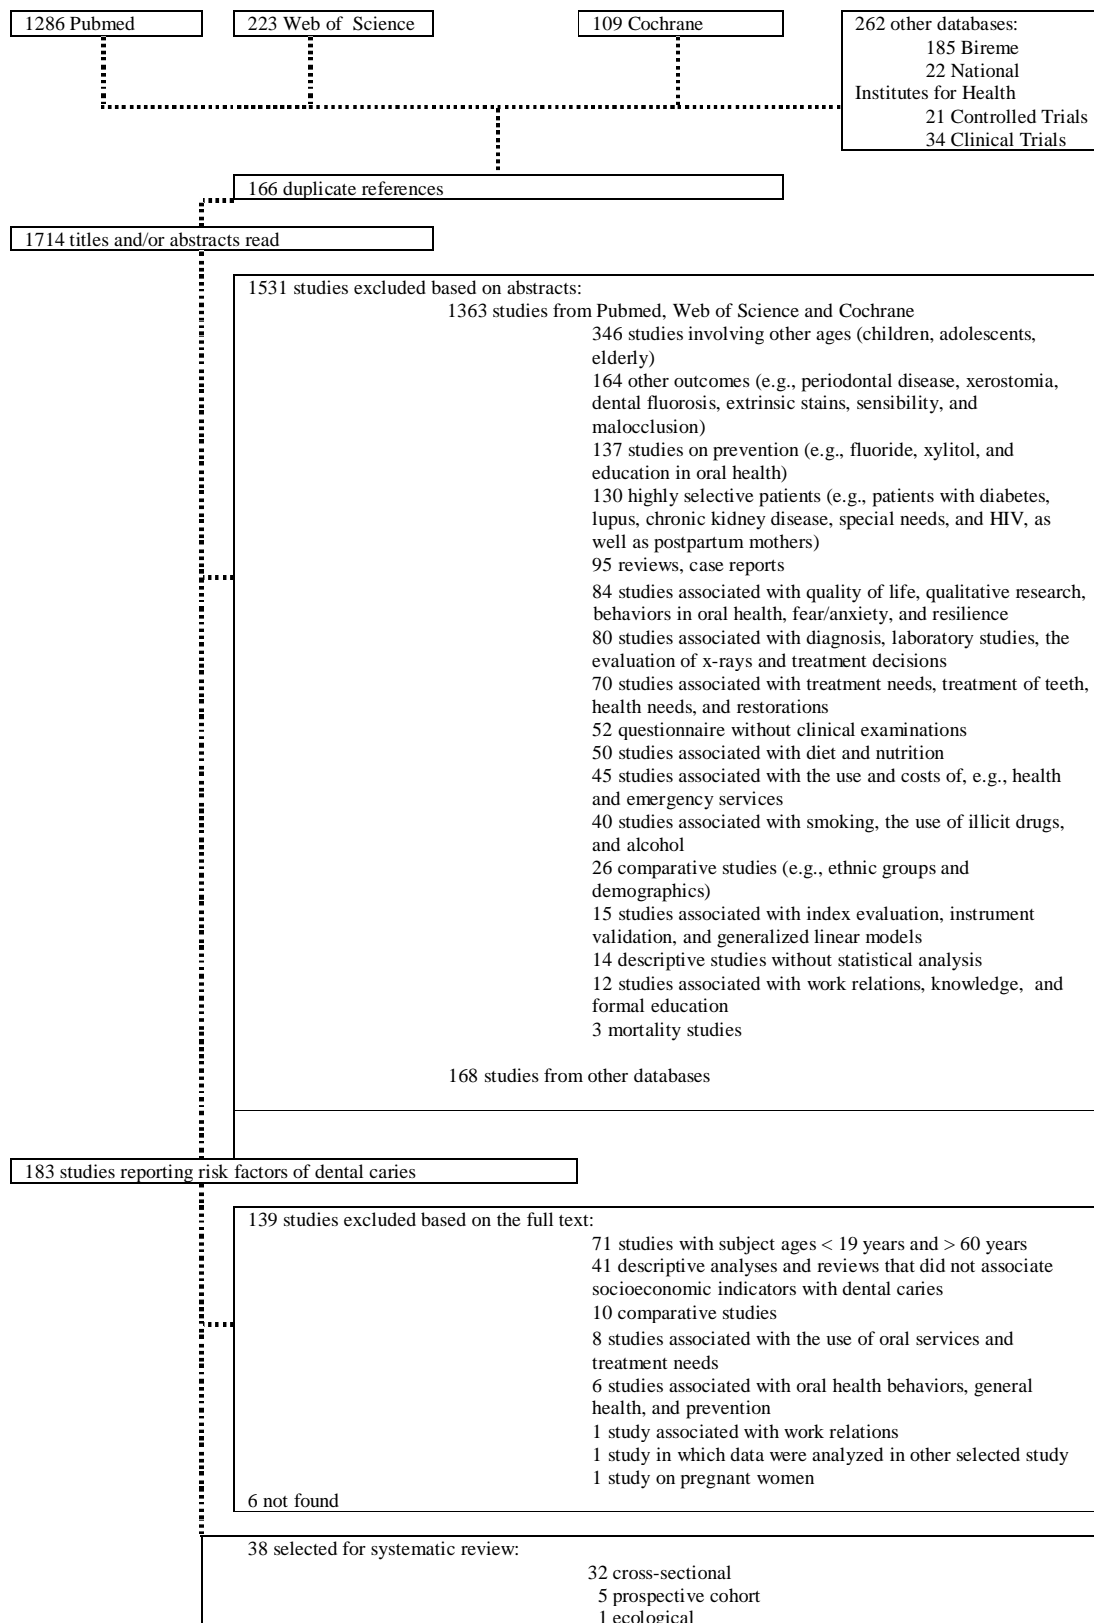 1286 Pubmed
223 Web of Science
109 Cochrane
262 other databases:
185 Bireme
22 National
Institutes for Health
21 Controlled Trials
34 Clinical Trials
166 duplicate references
1714 titles and/or abstracts read
1531 studies excluded based on abstracts:
1363 studies from Pubmed, Web of Science and Cochrane
346 studies involving other ages (children, adolescents,
elderly)
164 other outcomes (e.g., periodontal disease, xerostomia,
dental fluorosis, extrinsic stains, sensibility, and
malocclusion)
137 studies on prevention (e.g., fluoride, xylitol, and
education in oral health)
130 highly selective patients (e.g., patients with diabetes,
lupus, chronic kidney disease, special needs, and HIV, as
well as postpartum mothers)
95 reviews, case reports
84 studies associated with quality of life, qualitative research,
behaviors in oral health, fear/anxiety, and resilience
80 studies associated with diagnosis, laboratory studies, the
evaluation of x-rays and treatment decisions
70 studies associated with treatment needs, treatment of teeth,
health needs, and restorations
52 questionnaire without clinical examinations
50 studies associated with diet and nutrition
45 studies associated with the use and costs of, e.g., health
and emergency services
40 studies associated with smoking, the use of illicit drugs,
and alcohol
26 comparative studies (e.g., ethnic groups and
demographics)
15 studies associated with index evaluation, instrument
validation, and generalized linear models
14 descriptive studies without statistical analysis
12 studies associated with work relations, knowledge, and
formal education
3 mortality studies
168 studies from other databases
183 studies reporting risk factors of dental caries
139 studies excluded based on the full text:
71 studies with subject ages < 19 years and > 60 years
41 descriptive analyses and reviews that did not associate
socioeconomic indicators with dental caries
10 comparative studies
8 studies associated with the use of oral services and
treatment needs
6 studies associated with oral health behaviors, general
health, and prevention
1 study associated with work relations
1 study in which data were analyzed in other selected study
1 study on pregnant women
6 not found
38 selected for systematic review:
32 cross-sectional
5 prospective cohort
1 ecological